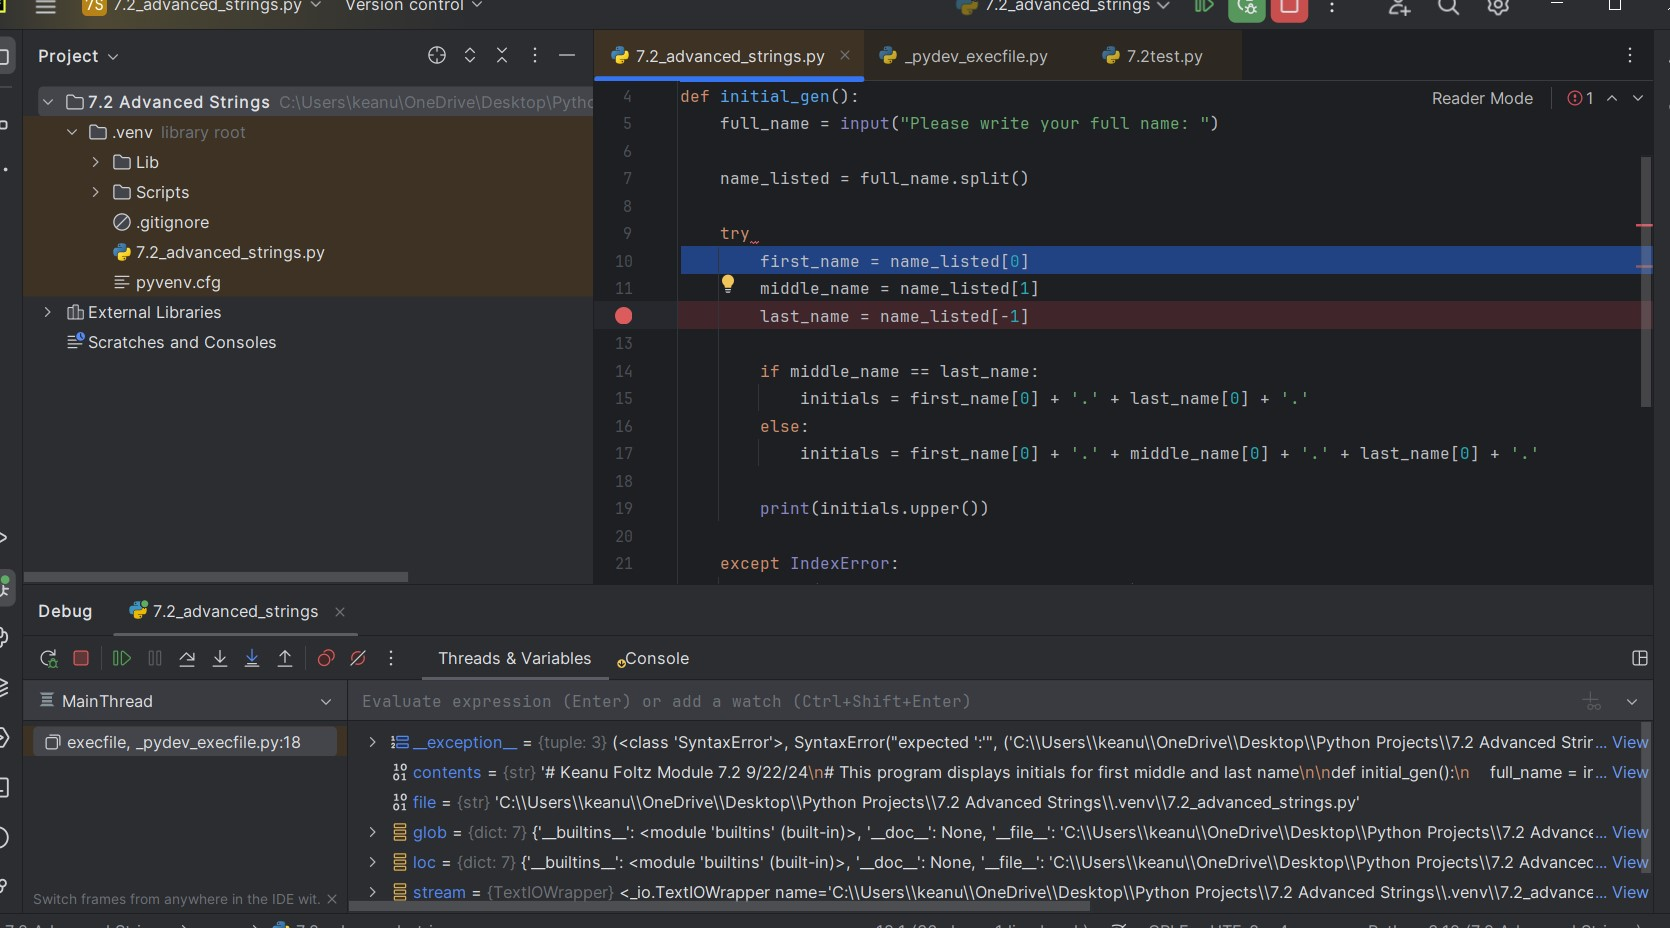 7S 7.2_advanced_strings.py Version control 7.2_advanced_strings
Project
7.2_advanced_strings.py _pydev_execfile.py 7.2test.py
7.2 Advanced Strings C:\Users\keanu\OneDrive\Desktop\Pytho
.venv library root
Lib
Scripts
.gitignore
7.2_advanced_strings.py
pyvenv.cfg
External Libraries
Scratches and Consoles
Reader Mode 1
4 def initial_gen():
5 full_name = input("Please write your full name: ")
6
7 name_listed = full_name.split()
8
9 try
10 first_name = name_listed[0]
11 middle_name = name_listed[1]
last_name = name_listed[-1]
13
14 if middle_name == last_name:
15 initials = first_name[0] + '.' + last_name[0] + '.'
16 else:
17 initials = first_name[0] + '.' + middle_name[0] + '.' + last_name[0] + '.'
18
19 print(initials.upper())
20
21 except IndexError:
Debug 7.2_advanced_strings
Threads & Variables Console
MainThread
Evaluate expression (Enter) or add a watch (Ctrl+Shift+Enter)
execfile, _pydev_execfile.py:18
__exception__ = {tuple: 3} (<class 'SyntaxError'>, SyntaxError("expected ':'", ('C:\\Users\\keanu\\OneDrive\\Desktop\\Python Projects\\7.2 Advanced Strir... View
contents = {str} '# Keanu Foltz Module 7.2 9/22/24\n# This program displays initials for first middle and last name\n\ndef initial_gen():\n full_name = ir... View
file = {str} 'C:\\Users\\keanu\\OneDrive\\Desktop\\Python Projects\\7.2 Advanced Strings\\.venv\\7.2_advanced_strings.py'
glob = {dict: 7} {'__builtins__': <module 'builtins' (built-in)>, '__doc__': None, '__file__': 'C:\\Users\\keanu\\OneDrive\\Desktop\\Python Projects\\7.2 Advance... View
loc = {dict: 7} {'__builtins__': <module 'builtins' (built-in)>, '__doc__': None, '__file__': 'C:\\Users\\keanu\\OneDrive\\Desktop\\Python Projects\\7.2 Advanced... View
stream = {TextIOWrapper} <_io.TextIOWrapper name='C:\\Users\\keanu\\OneDrive\\Desktop\\Python Projects\\7.2 Advanced Strings\\.venv\\7.2_advance... View
Switch frames from anywhere in the IDE wit.